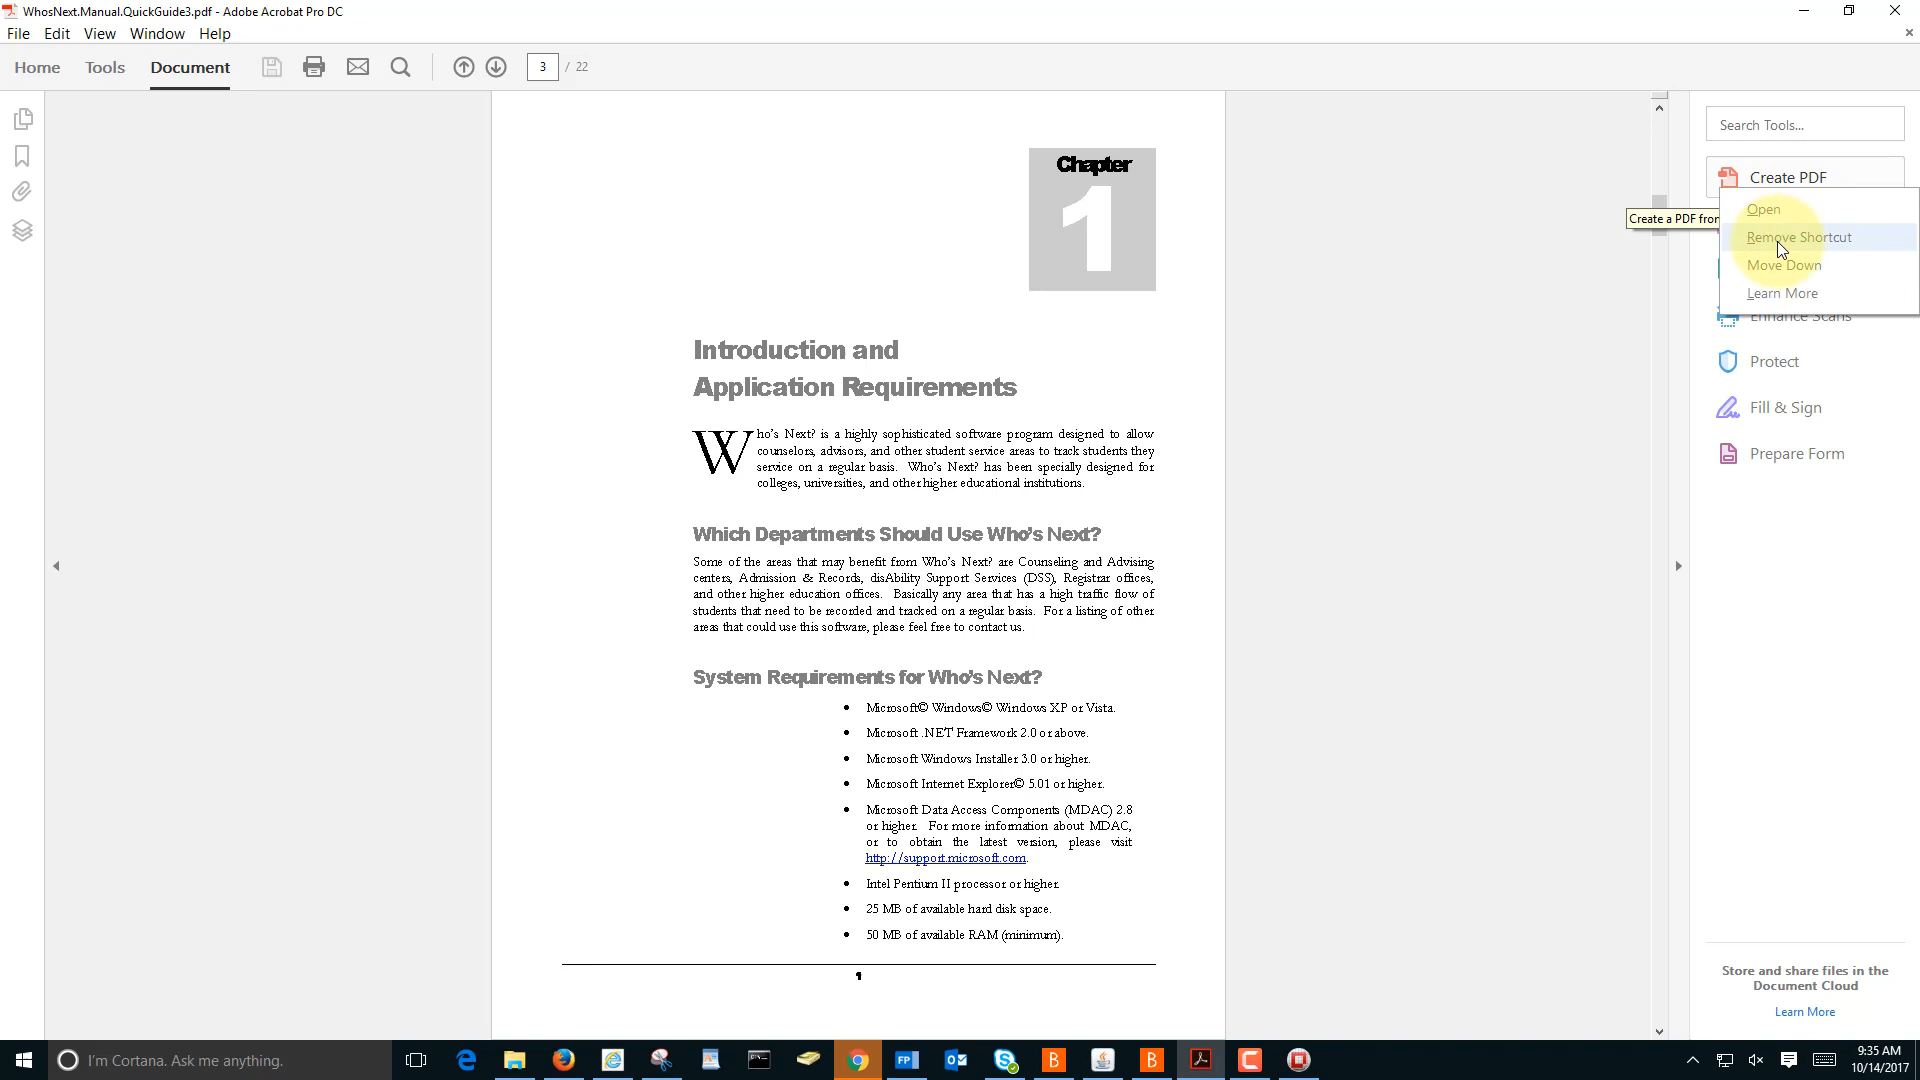 WhosNext.Manual.QuickGuide3.pdf - Adobe Acrobat Pro DC
File Edit View Window Help
Home Tools Document 3 / 22
Search Tools...
Create PDF
Create a PDF from
Open
Remove Shortcut
Move Down
Learn More
Enhance Scans
Protect
Fill & Sign
Prepare Form
Store and share files in the
Document Cloud
Learn More
Chapter
1
Introduction and
Application Requirements
Who's Next? is a highly sophisticated software program designed to allow
counselors, advisors, and other student service areas to track students they
service on a regular basis. Who's Next? has been specially designed for
colleges, universities, and other higher educational institutions.
Which Departments Should Use Who's Next?
Some of the areas that may benefit from Who's Next? are Counseling and Advising
centers, Admission & Records, disAbility Support Services (DSS), Registrar offices,
and other higher education offices. Basically any area that has a high traffic flow of
students that need to be recorded and tracked on a regular basis. For a listing of other
areas that could use this software, please feel free to contact us.
System Requirements for Who's Next?
• Microsoft© Windows© Windows XP or Vista.
• Microsoft .NET Framework 2.0 or above.
• Microsoft Windows Installer 3.0 or higher.
• Microsoft Internet Explorer© 5.01 or higher.
• Microsoft Data Access Components (MDAC) 2.8
or higher. For more information about MDAC,
or to obtain the latest version, please visit
http://support.microsoft.com.
• Intel Pentium II processor or higher.
• 25 MB of available hard disk space.
• 50 MB of available RAM (minimum).
1
I'm Cortana. Ask me anything.
9:35 AM
10/14/2017